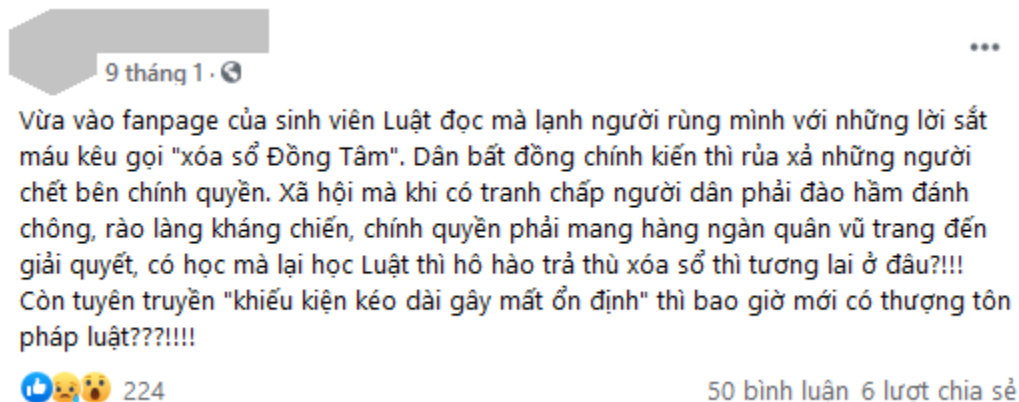 9 tháng 1 ·
Vừa vào fanpage của sinh viên Luật đọc mà lạnh người rùng mình với những lời sắt
máu kêu gọi "xóa sổ Đồng Tâm". Dân bất đồng chính kiến thì rủa xả những người
chết bên chính quyền. Xã hội mà khi có tranh chấp người dân phải đào hầm đánh
chông, rào làng kháng chiến, chính quyền phải mang hàng ngàn quân vũ trang đến
giải quyết, có học mà lại học Luật thì hô hào trả thù xóa sổ thì tương lai ở đâu?!!!
Còn tuyên truyền "khiếu kiện kéo dài gây mất ổn định" thì bao giờ mới có thượng tôn
pháp luật???!!!!
224 50 bình luận 6 lượt chia sẻ